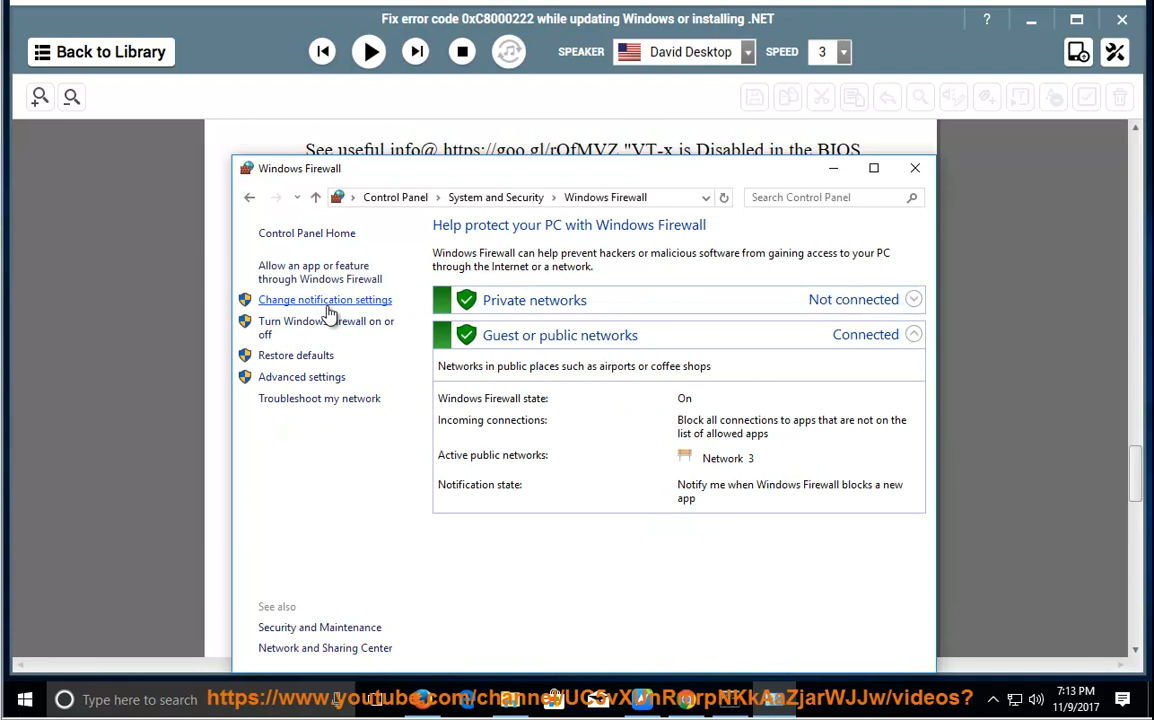 Fix error code 0xC8000222 while updating Windows or installing .NET
Back to Library
SPEAKER
David Desktop
SPEED
3
See useful info@ https://goo.gl/rQfMVZ "VT-x is Disabled in the BIOS
Windows Firewall
Control Panel > System and Security > Windows Firewall
Search Control Panel
Control Panel Home
Allow an app or feature
through Windows Firewall
Change notification settings
Turn Windows Firewall on or
off
Restore defaults
Advanced settings
Troubleshoot my network
See also
Security and Maintenance
Network and Sharing Center
Help protect your PC with Windows Firewall
Windows Firewall can help prevent hackers or malicious software from gaining access to your PC
through the Internet or a network.
Private networks Not connected
Guest or public networks Connected
Networks in public places such as airports or coffee shops
Windows Firewall state: On
Incoming connections: Block all connections to apps that are not on the
list of allowed apps
Active public networks: Network 3
Notification state: Notify me when Windows Firewall blocks a new
app
Type here to search
7:13 PM
11/9/2017